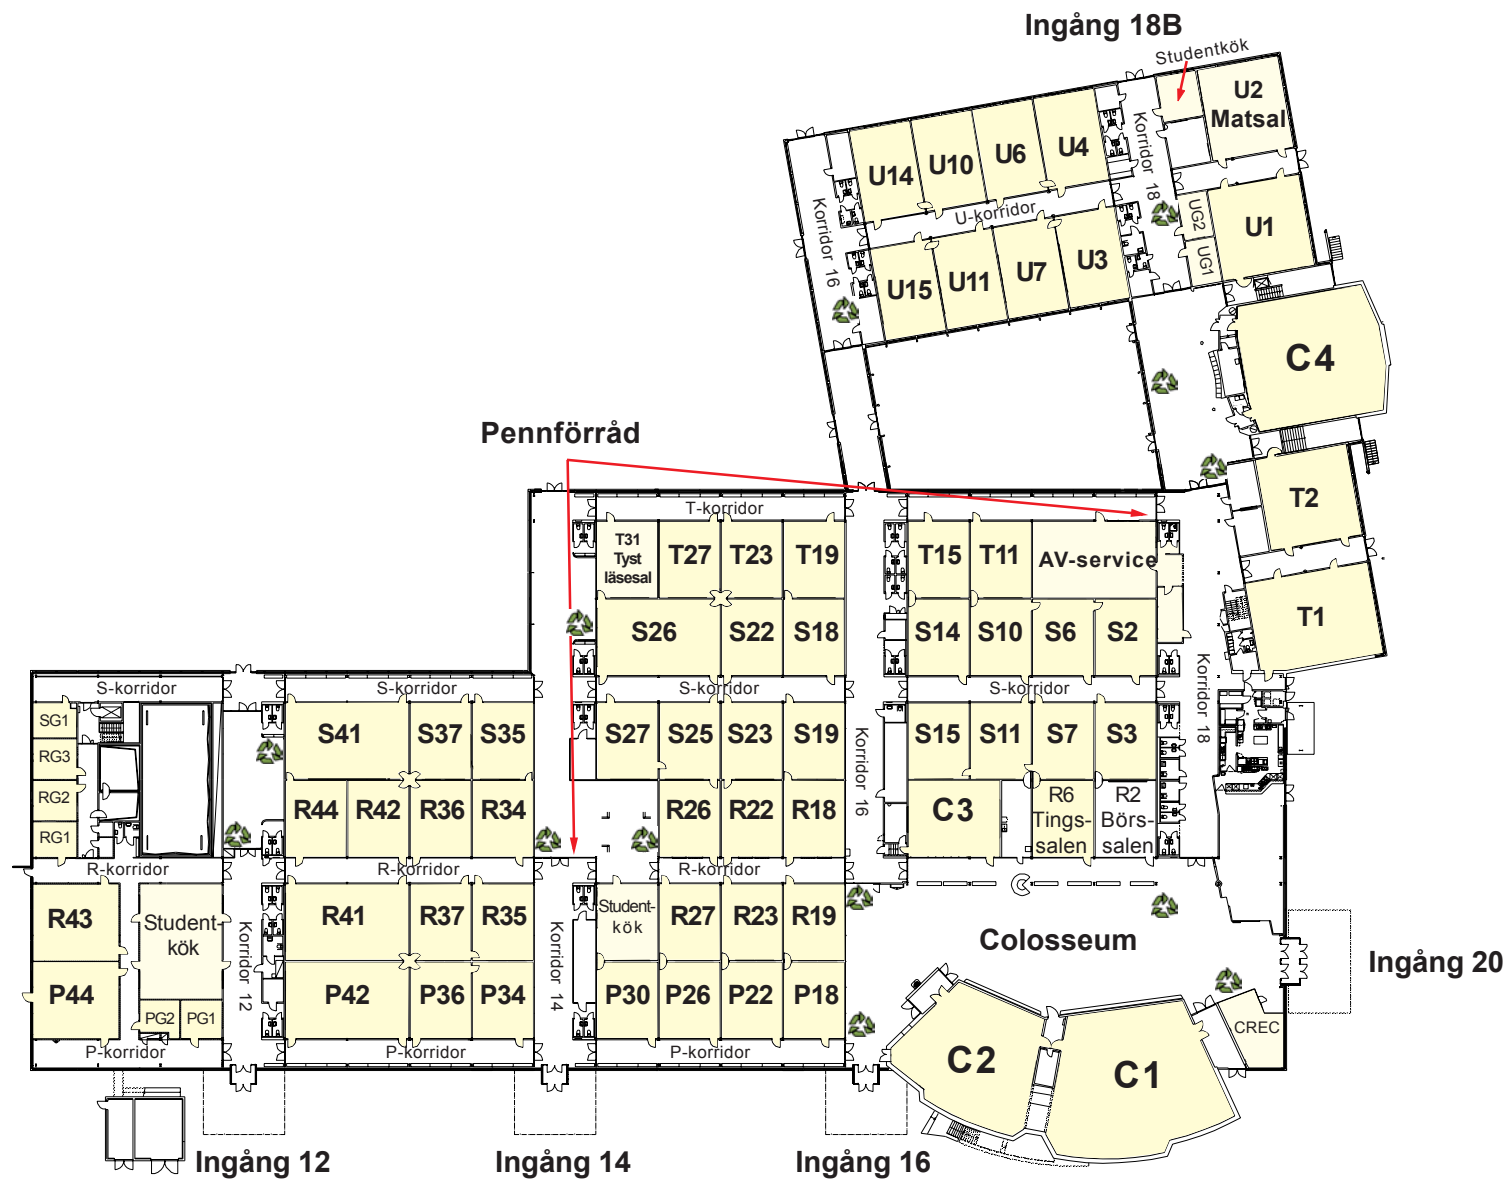 Ingång 18B
Studentkök
U2
Matsal
U14
U10
U6
U4
Korridor 18
Korridor 16
U-korridor
UG2
UG1
U1
U15
U11
U7
U3
C4
Pennförråd
T-korridor
T31
Tyst
läsesal
T27
T23
T19
T15
T11
AV-service
T2
T1
S26
S22
S18
S14
S10
S6
S2
S-korridor
S-korridor
S-korridor
S-korridor
Korridor 18
SG1
RG3
RG2
RG1
S41
S37
S35
S27
S25
S23
S19
Korridor 16
S15
S11
S7
S3
R44
R42
R36
R34
R26
R22
R18
C3
R6
Tings-
salen
R2
Börs-
salen
R-korridor
R-korridor
R-korridor
R43
Student-
kök
Korridor 12
R41
R37
R35
Korridor 14
Student-
kök
R27
R23
R19
Colosseum
Ingång 20
P44
PG2
PG1
P42
P36
P34
P30
P26
P22
P18
CREC
P-korridor
P-korridor
P-korridor
C2
C1
Ingång 12
Ingång 14
Ingång 16